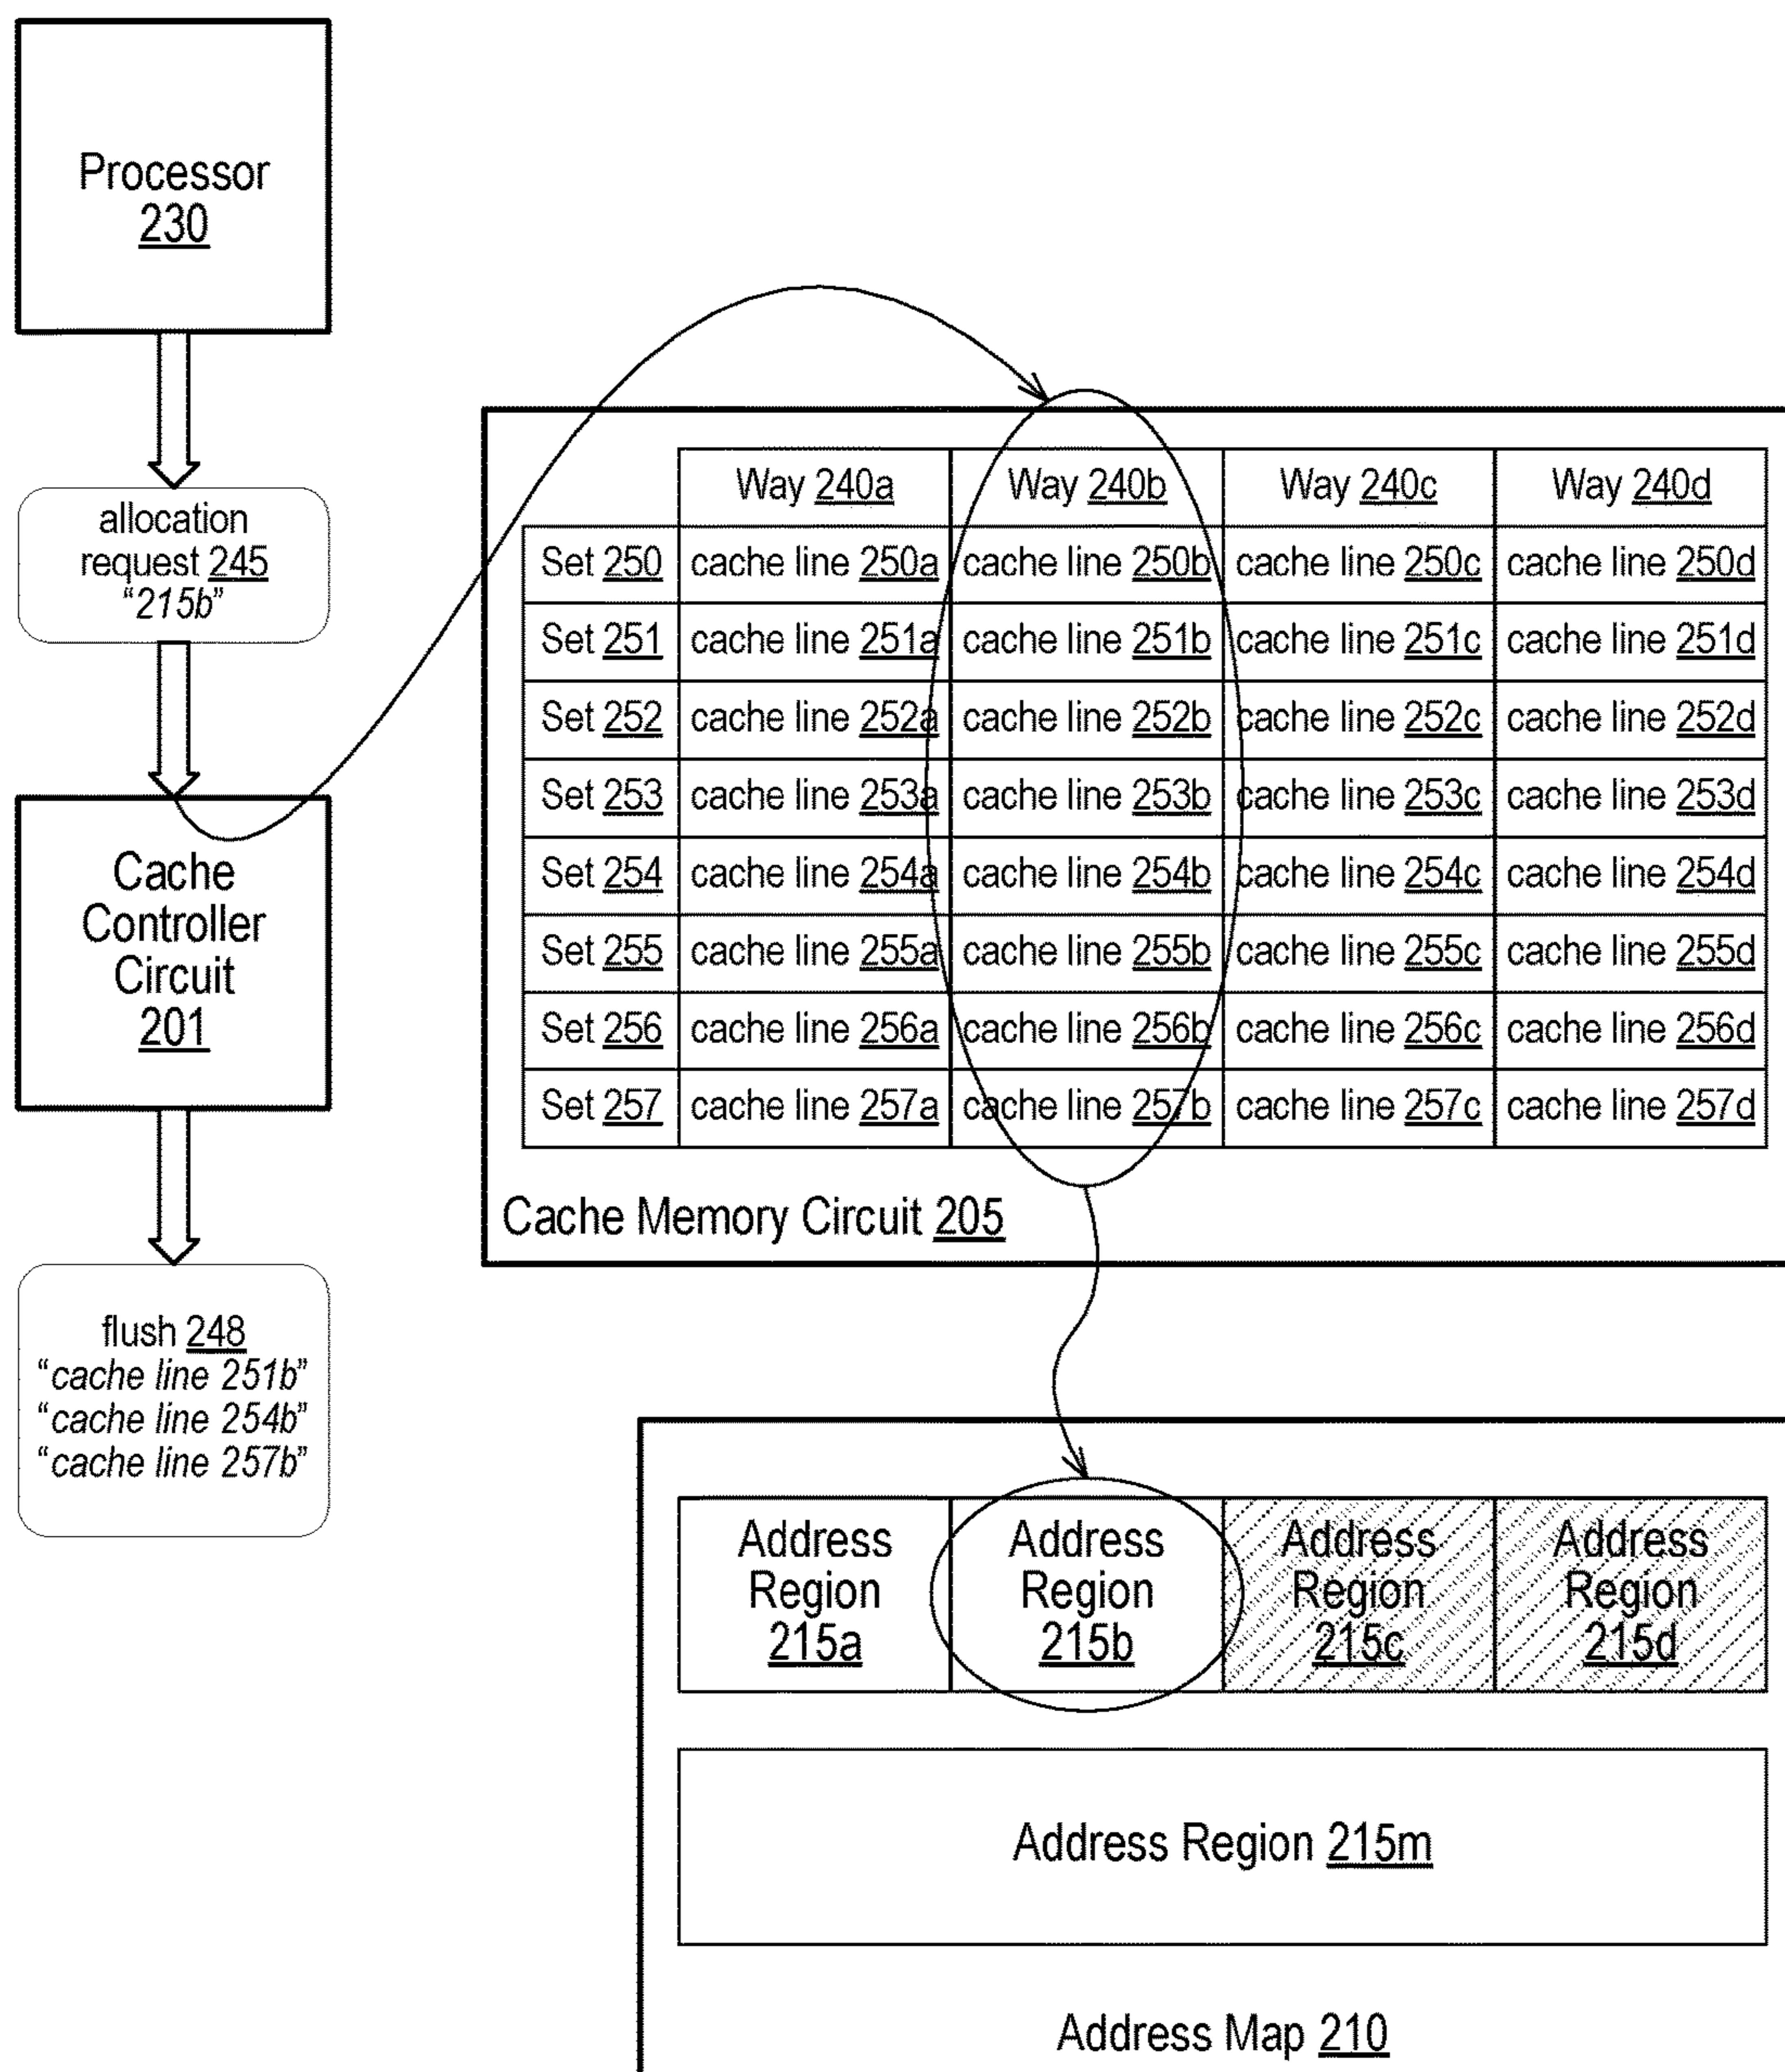 Processor
230
allocation
request 245
"215b"
Cache
Controller
Circuit
201
flush 248
"cache line 251b"
"cache line 254b"
"cache line 257b"
Way 240a Way 240b Way 240c Way 240d
Set 250 cache line 250a cache line 250b cache line 250c cache line 250d
Set 251 cache line 251a cache line 251b cache line 251c cache line 251d
Set 252 cache line 252a cache line 252b cache line 252c cache line 252d
Set 253 cache line 253a cache line 253b cache line 253c cache line 253d
Set 254 cache line 254a cache line 254b cache line 254c cache line 254d
Set 255 cache line 255a cache line 255b cache line 255c cache line 255d
Set 256 cache line 256a cache line 256b cache line 256c cache line 256d
Set 257 cache line 257a cache line 257b cache line 257c cache line 257d
Cache Memory Circuit 205
Address
Region
215a
Address
Region
215b
Address
Region
215c
Address
Region
215d
Address Region 215m
Address Map 210